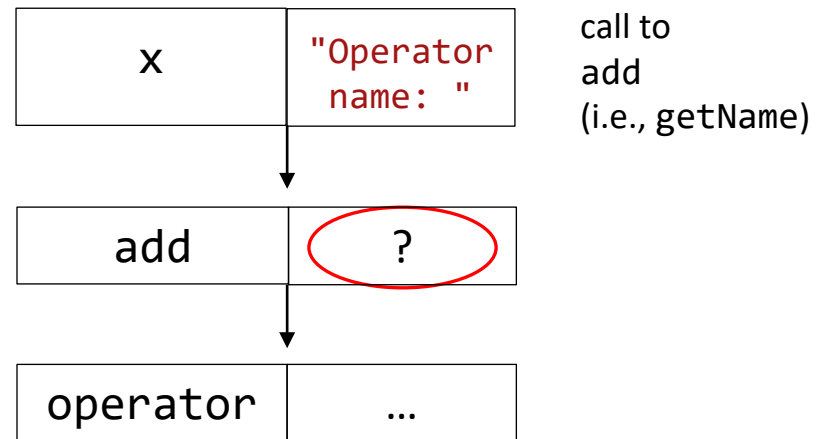 x
"Operator
name: "
call to
add
(i.e., getName)
add
?
operator
…